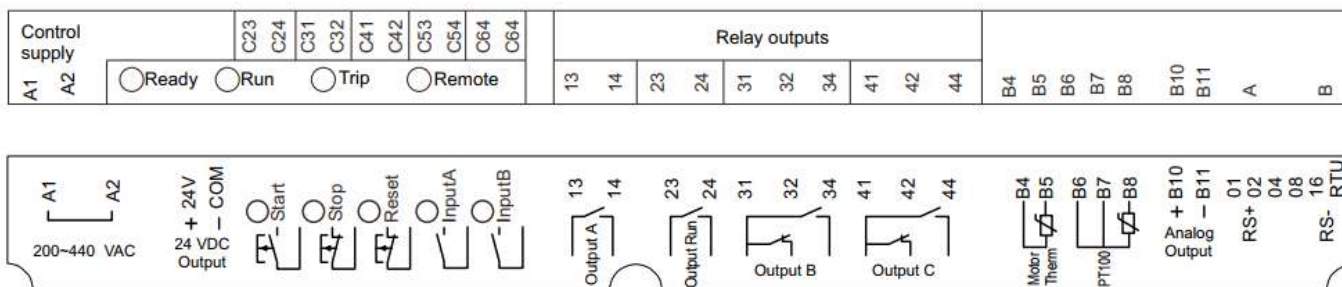 Control supply
C23 C24 C31 C32 C41 C42 C53 C54 C64 C64
Relay outputs
A1 A2
Ready Run Trip Remote
13 14 23 24 31 32 34 41 42 44
B4 B5 B6 B7 B8 B10 B11 A B
A1 A2
200~440 VAC
+ 24V
– COM
24 VDC
Output
Start
Stop
Reset
InputA
InputB
13 14
Output A
23 24
Output Run
31 32 34
Output B
41 42 44
Output C
B4 B5
Motor
Therm
B6 B7 B8
PT100
+ B10
– B11
Analog
Output
01 02 04 08 16 RTU
RS+ RS-